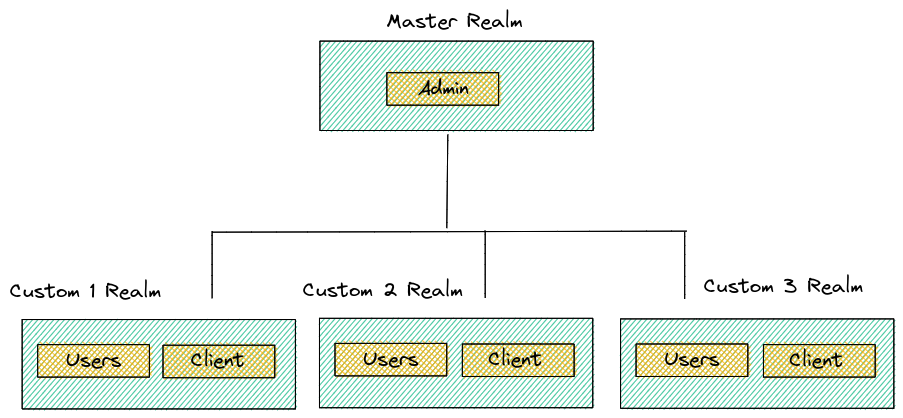 Master Realm
Admin
Custom 1 Realm
Custom 2 Realm
Custom 3 Realm
Users
Client
Users
Client
Users
Client